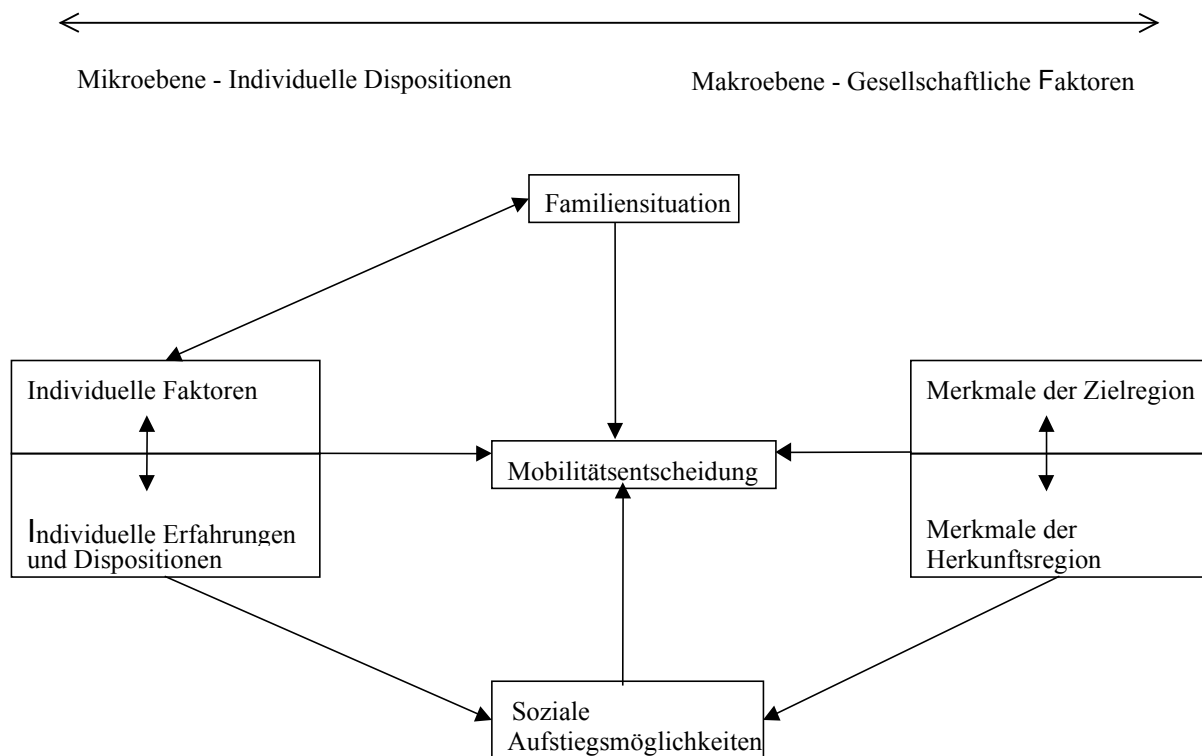 Mikroebene - Individuelle Dispositionen
Makroebene - Gesellschaftliche Faktoren
Familiensituation
Individuelle Faktoren
Merkmale der Zielregion
Mobilitätsentscheidung
Individuelle Erfahrungen
und Dispositionen
Merkmale der
Herkunftsregion
Soziale
Aufstiegsmöglichkeiten